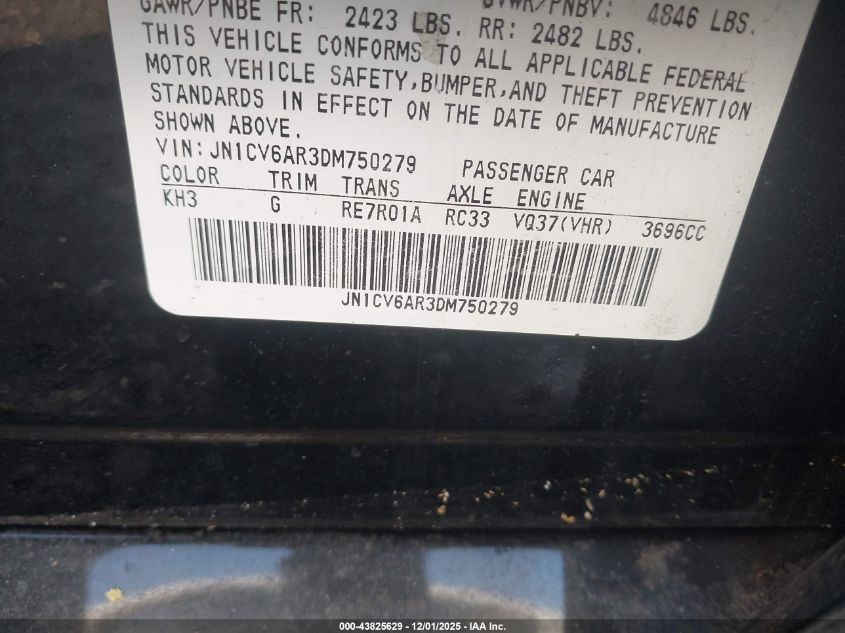 GAWR/PNBE FR: 2423 LBS. RR: 2482 LBS.
GVWR/PNBV: 4846 LBS.
THIS VEHICLE CONFORMS TO ALL APPLICABLE FEDERAL
MOTOR VEHICLE SAFETY,BUMPER,AND THEFT PREVENTION
STANDARDS IN EFFECT ON THE DATE OF MANUFACTURE
SHOWN ABOVE.
VIN:JN1CV6AR3DM750279 PASSENGER CAR
COLOR TRIM TRANS AXLE ENGINE
KH3 G RE7R01A RC33 VQ37(VHR) 3696CC
JN1CV6AR3DM750279
000-43825629 - 12/01/2025 - IAA Inc.